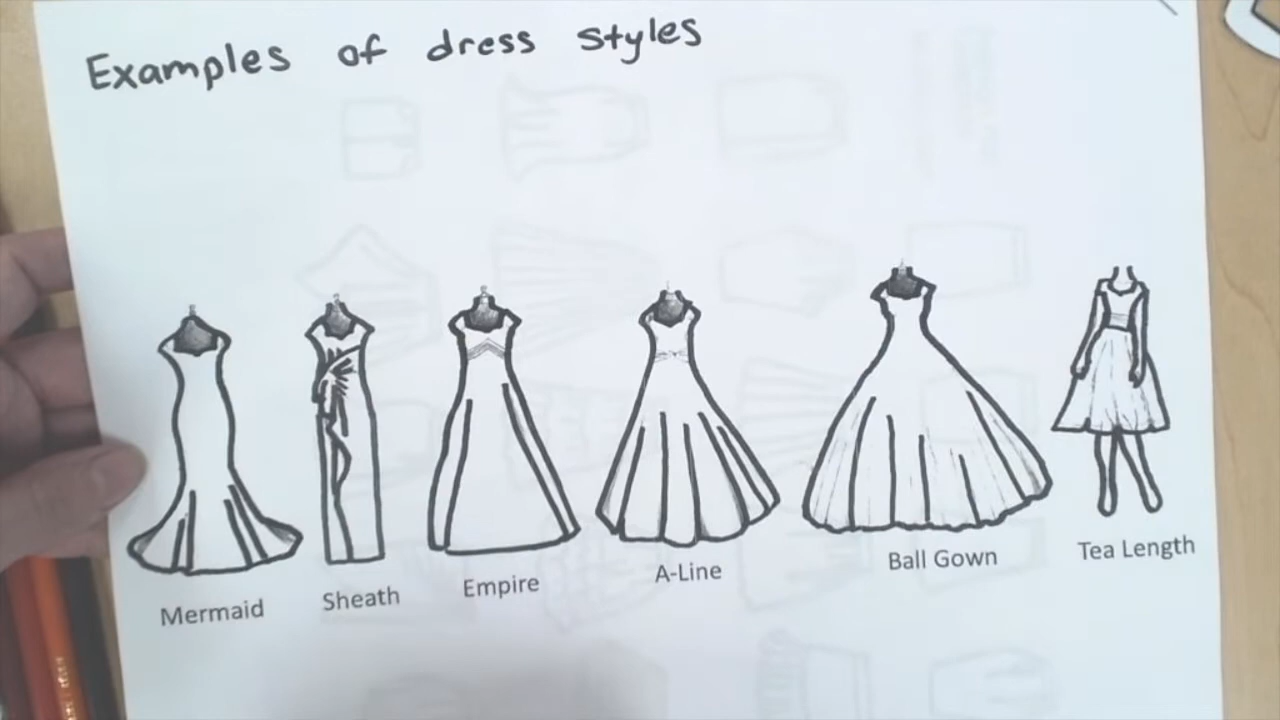 Examples of dress styles
Mermaid
Sheath
Empire
A-Line
Ball Gown
Tea Length